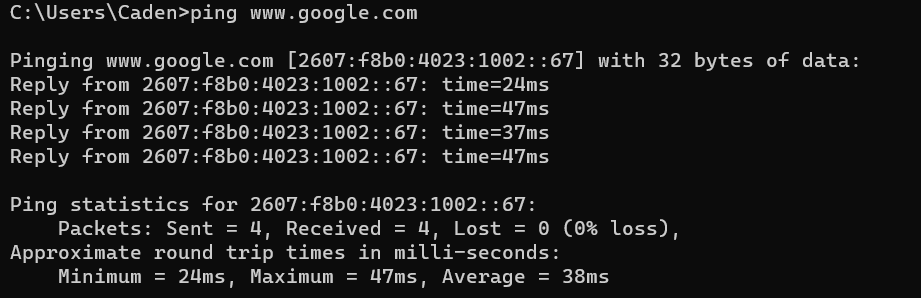 C:\Users\Caden>ping www.google.com
Pinging www.google.com [2607:f8b0:4023:1002::67] with 32 bytes of data:
Reply from 2607:f8b0:4023:1002::67: time=24ms
Reply from 2607:f8b0:4023:1002::67: time=47ms
Reply from 2607:f8b0:4023:1002::67: time=37ms
Reply from 2607:f8b0:4023:1002::67: time=47ms
Ping statistics for 2607:f8b0:4023:1002::67:
Packets: Sent = 4, Received = 4, Lost = 0 (0% loss),
Approximate round trip times in milli-seconds:
Minimum = 24ms, Maximum = 47ms, Average = 38ms